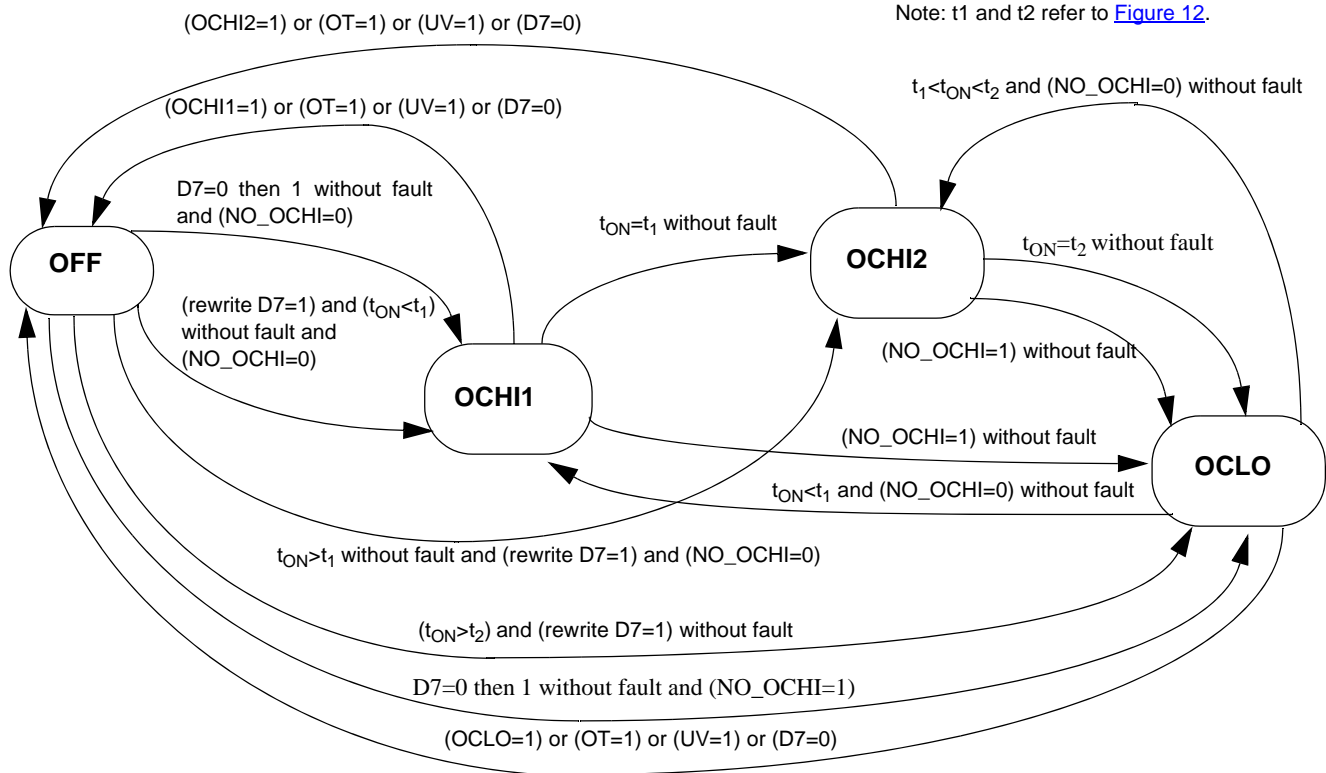 Note: t1 and t2 refer to Figure 12.
(OCHI2=1) or (OT=1) or (UV=1) or (D7=0)
t1<tON<t2 and (NO_OCHI=0) without fault
(OCHI1=1) or (OT=1) or (UV=1) or (D7=0)
D7=0 then 1 without fault
and (NO_OCHI=0)
tON=t1 without fault
OFF
OCHI2
tON=t2 without fault
(rewrite D7=1) and (tON<t1)
without fault and
(NO_OCHI=0)
(NO_OCHI=1) without fault
OCHI1
(NO_OCHI=1) without fault
OCLO
tON<t1 and (NO_OCHI=0) without fault
tON>t1 without fault and (rewrite D7=1) and (NO_OCHI=0)
(tON>t2) and (rewrite D7=1) without fault
D7=0 then 1 without fault and (NO_OCHI=1)
(OCLO=1) or (OT=1) or (UV=1) or (D7=0)